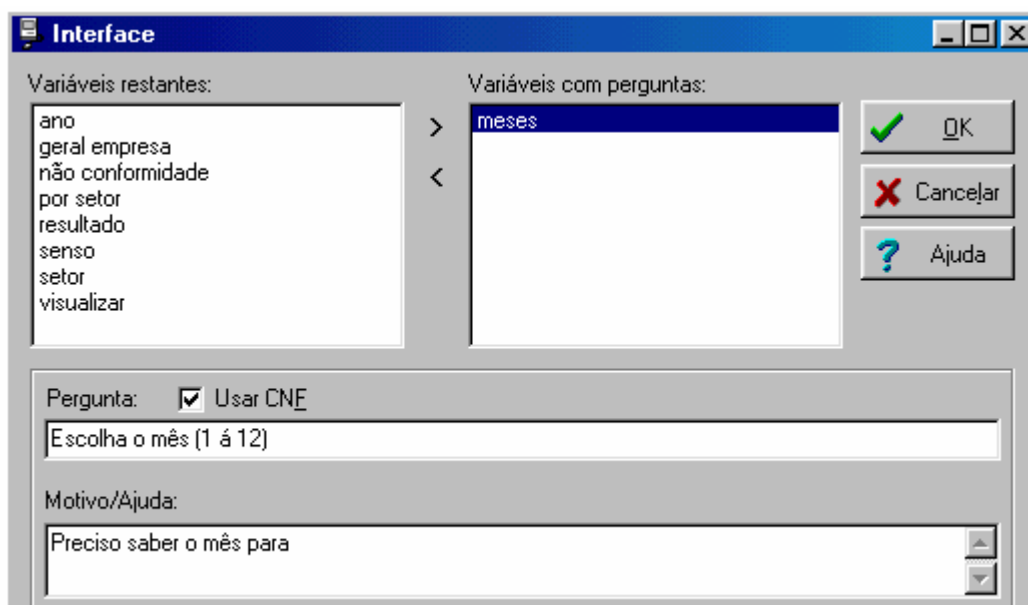 Interface
Variáveis restantes:
ano
geral empresa
não conformidade
por setor
resultado
senso
setor
visualizar
>
<
Variáveis com perguntas:
meses
OK
Cancelar
? Ajuda
Pergunta: Usar CNF
Escolha o mês (1 á 12)
Motivo/Ajuda:
Preciso saber o mês para